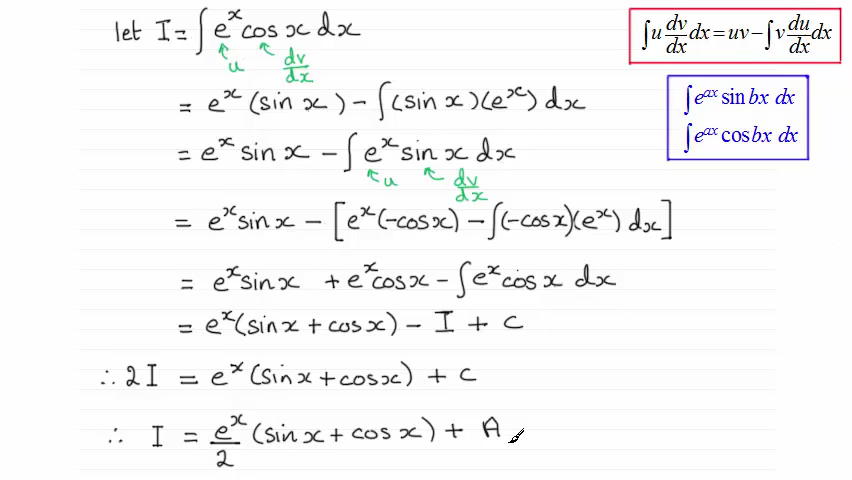 let I = ∫ e^x cos x dx
u dv/dx
= e^x (sin x) − ∫(sin x)(e^x) dx
= e^x sin x − ∫ e^x sin x dx
u dv/dx
= e^x sin x − [e^x(−cos x) − ∫(−cos x)(e^x) dx]
= e^x sin x + e^x cos x − ∫ e^x cos x dx
= e^x (sin x + cos x) − I + c
∴ 2I = e^x (sin x + cos x) + c
∴ I = e^x/2 (sin x + cos x) + A
∫ u dv/dx dx = uv − ∫ v du/dx dx
∫ e^ax sin bx dx
∫ e^ax cos bx dx